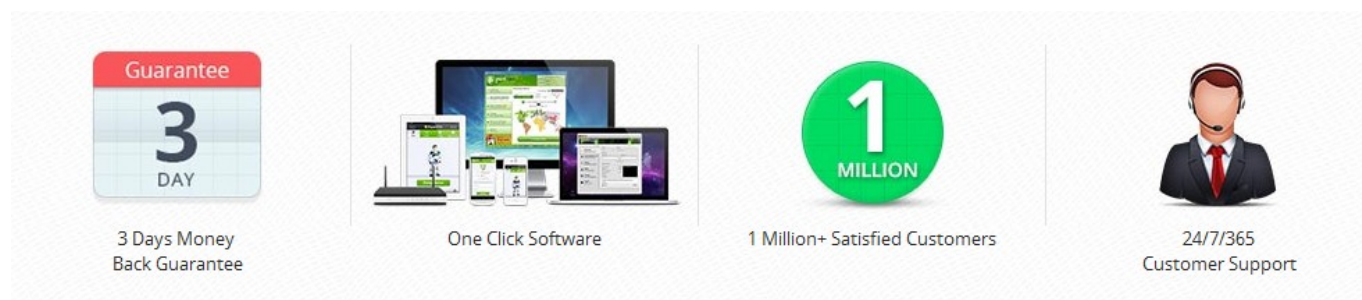 Guarantee
3
DAY
3 Days Money
Back Guarantee
One Click Software
1
MILLION
1 Million+ Satisfied Customers
24/7/365
Customer Support